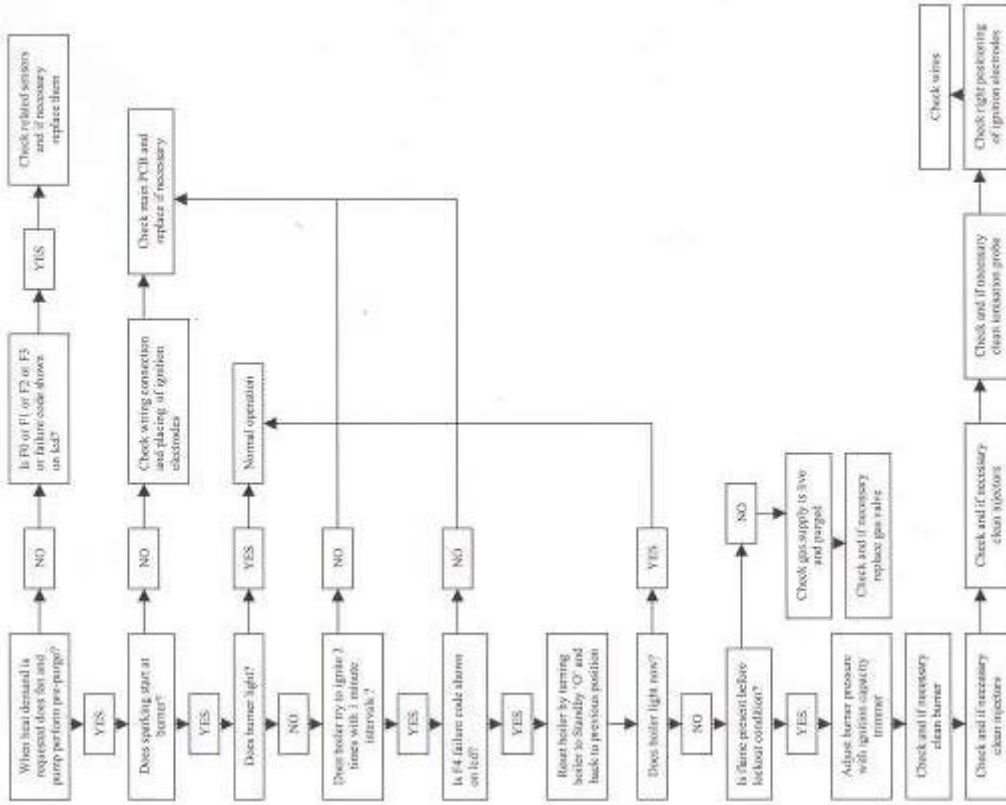 When heat demand is
requested does fan and
pump perform pre-purge?
NO
Is F0 or F1 or F2 or F3
or failure code shown
on led?
YES
Check related sensors
and if necessary
replace them
YES
Does sparking start at
burner?
NO
Check wiring connection
and placing of ignition
electrodes
Check main PCB and
replace if necessary
YES
Does burner light?
YES
Normal operation
NO
Does boiler try to ignite 3
times with 1 minute
intervals ?
NO
YES
Is F4 failure code shown
on led?
NO
YES
Reset boiler by turning
boiler to Standby 'O' and
back to previous position
Does boiler light now?
YES
NO
Is flame present before
lockout condition?
NO
Check gas supply is live
and purged
Check and if necessary
replace gas valve
YES
Adjust burner pressure
with ignition capacity
trimmer
Check and if necessary
clean burner
Check and if necessary
clean injectors
Check and if necessary
clean injectors
Check and if necessary
clean ionisation probe
Check right positioning
of ignition electrodes
Check wires